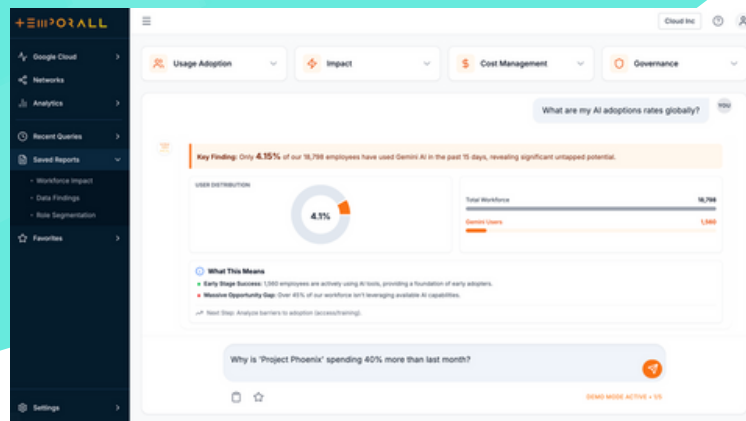 TEMPORALL
Cloud Inc
Google Cloud
Networks
Analytics
Recent Queries
Saved Reports
Workforce Impact
Data Findings
Role Segmentation
Favorites
Settings
Usage Adoption
Impact
Cost Management
Governance
What are my AI adoptions rates globally?
YOU
Key Finding: Only 4.15% of our 18,798 employees have used Gemini AI in the past 15 days, revealing significant untapped potential.
USER DISTRIBUTION
4.1%
Total Workforce 18,798
Gemini Users 1,560
What This Means
Early Stage Success: 1,560 employees are actively using AI tools, providing a foundation of early adopters.
Massive Opportunity Gap: Over 45% of our workforce isn't leveraging available AI capabilities.
Next Step: Analyze barriers to adoption (access/training).
Why is 'Project Phoenix' spending 40% more than last month?
DEMO MODE ACTIVE • 1/5